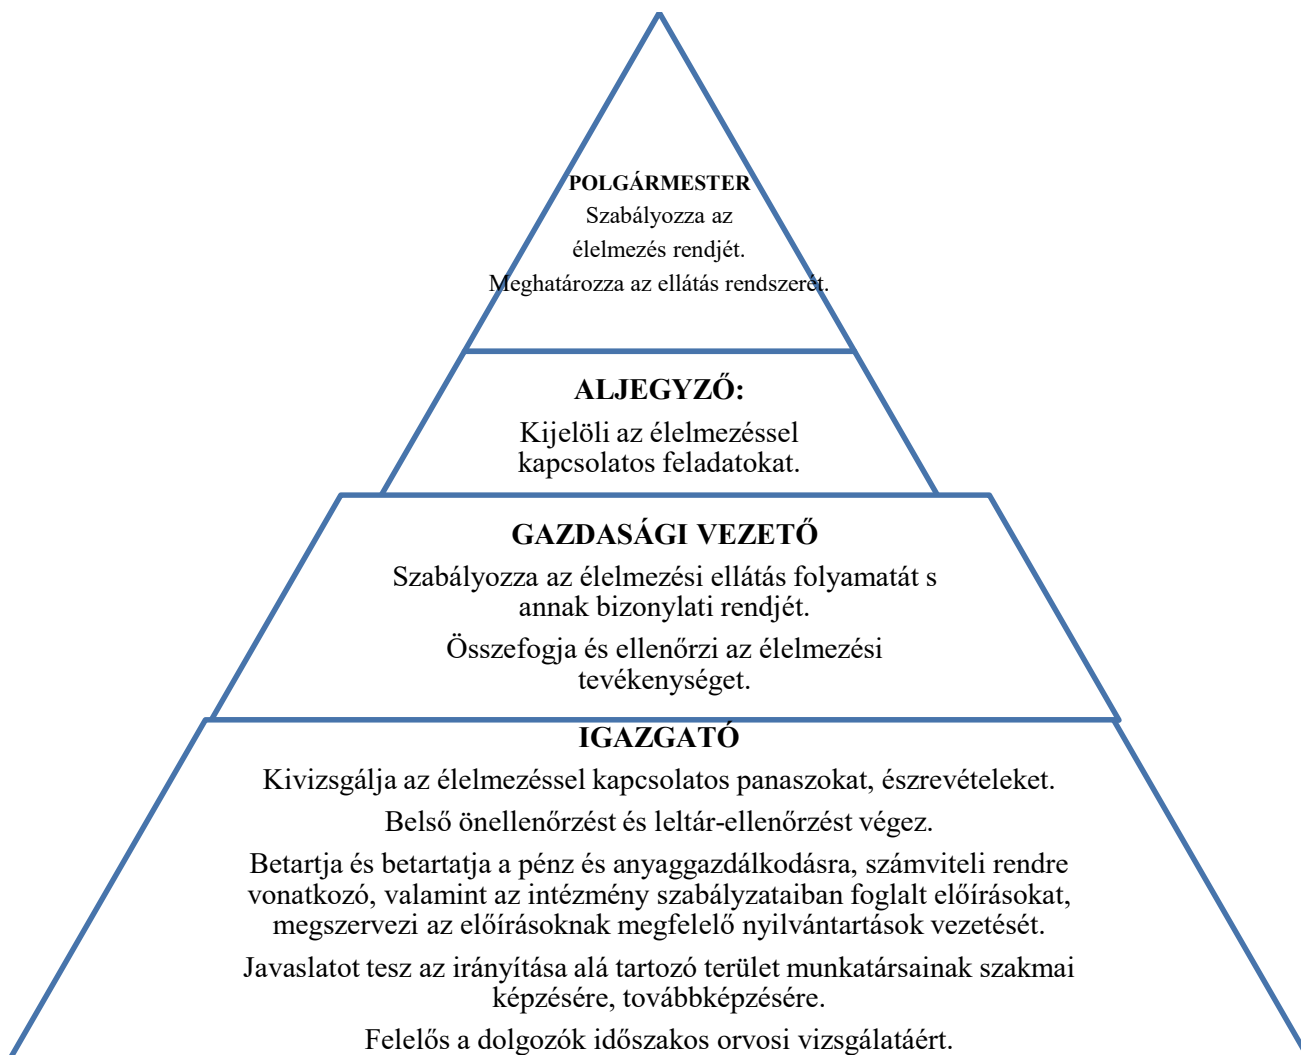 POLGÁRMESTER
Szabályozza az
élelmezés rendjét.
Meghatározza az ellátás rendszerét.
ALJEGYZŐ:
Kijelöli az élelmezéssel
kapcsolatos feladatokat.
GAZDASÁGI VEZETŐ
Szabályozza az élelmezési ellátás folyamatát s
annak bizonylati rendjét.
Összefogja és ellenőrzi az élelmezési
tevékenységet.
IGAZGATÓ
Kivizsgálja az élelmezéssel kapcsolatos panaszokat, észrevételeket.
Belső önellenőrzést és leltár-ellenőrzést végez.
Betartja és betartatja a pénz és anyaggazdálkodásra, számviteli rendre
vonatkozó, valamint az intézmény szabályzataiban foglalt előírásokat,
megszervezi az előírásoknak megfelelő nyilvántartások vezetését.
Javaslatot tesz az irányítása alá tartozó terület munkatársainak szakmai
képzésére, továbbképzésére.
Felelős a dolgozók időszakos orvosi vizsgálatáért.